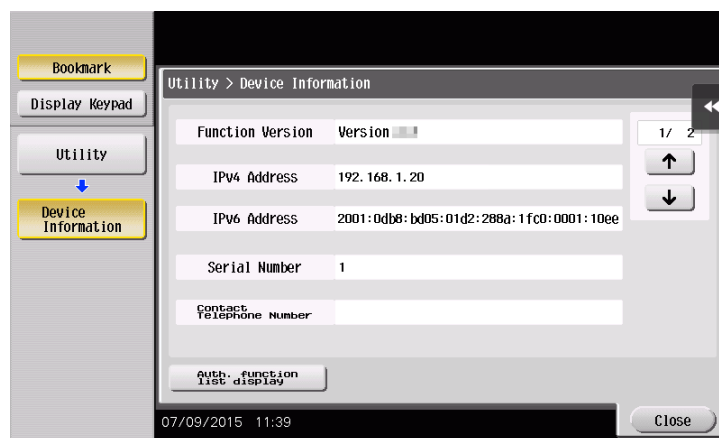 Bookmark
Display Keypad
Utility
Device
Information
Utility > Device Information
Function Version Version
IPv4 Address 192.168.1.20
IPv6 Address 2001:0db8:bd05:01d2:288a:1fc0:0001:10ee
Serial Number 1
Contact
Telephone Number
1/ 2
Auth. function
list display
07/09/2015 11:39
Close